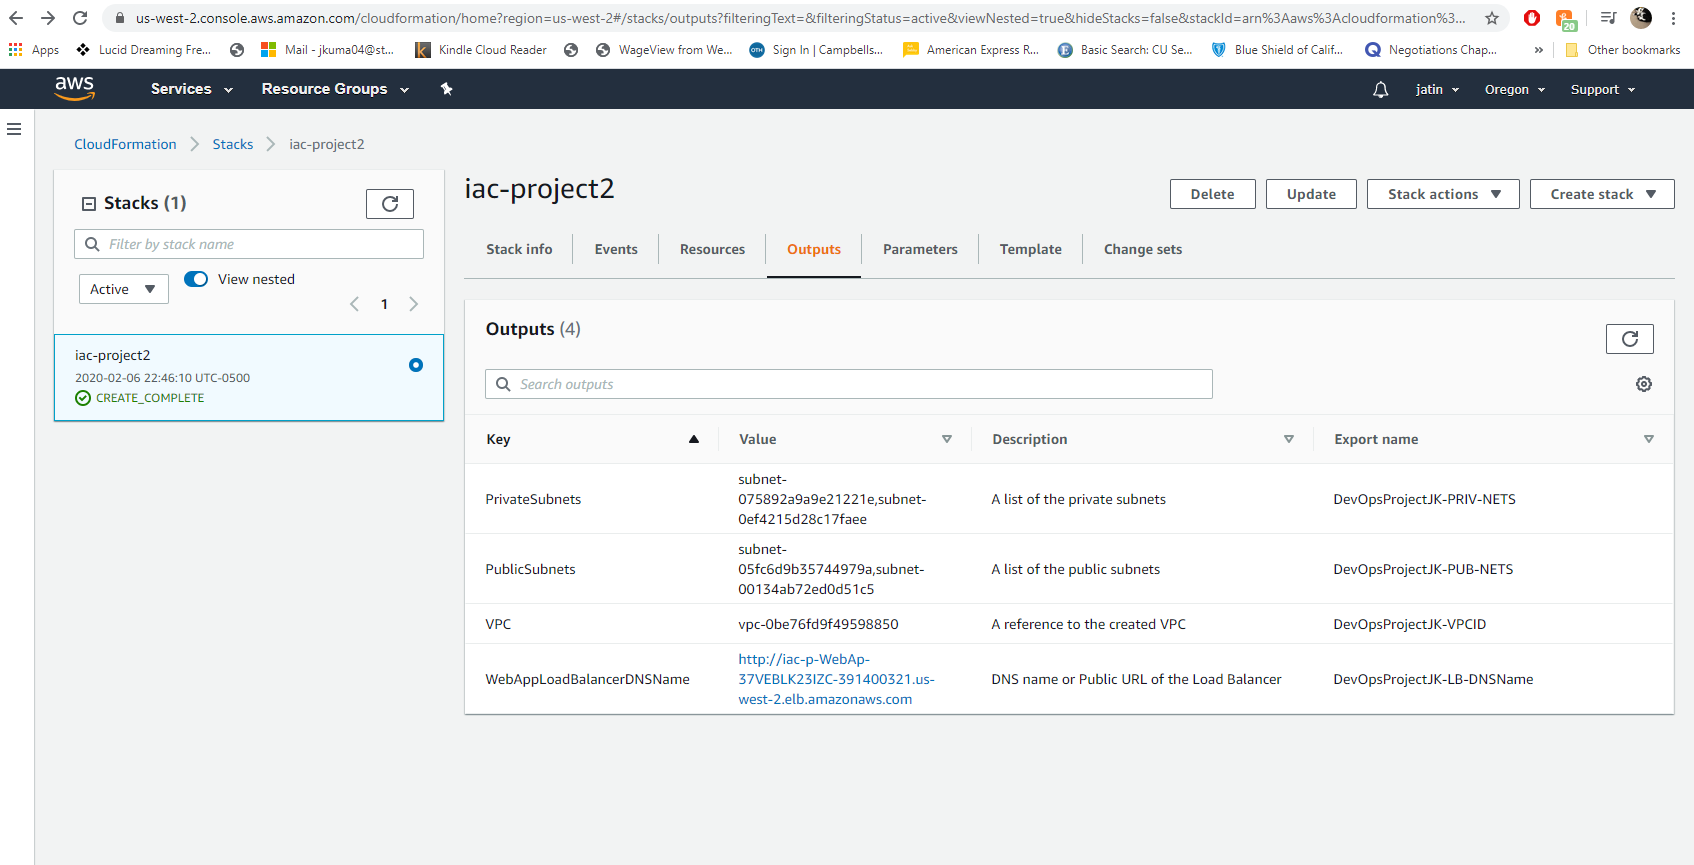 us-west-2.console.aws.amazon.com/cloudformation/home?region=us-west-2#/stacks/outputs?filteringText=&filteringStatus=active&viewNested=true&hideStacks=false&stackId=arn%3Aaws%3Acloudformation%3...
20
Apps Lucid Dreaming Fre... Mail - jkuma04@st... Kindle Cloud Reader WageView from We... Sign In | Campbells... American Express R... Basic Search: CU Se... Blue Shield of Calif... Negotiations Chap... » Other bookmarks
aws Services Resource Groups jatin Oregon Support
CloudFormation Stacks iac-project2
Stacks (1)
Filter by stack name
Active View nested
1
iac-project2
2020-02-06 22:46:10 UTC-0500
CREATE_COMPLETE
iac-project2
Delete Update Stack actions Create stack
Stack info Events Resources Outputs Parameters Template Change sets
Outputs (4)
Search outputs
Key Value Description Export name
PrivateSubnets subnet-075892a9a9e21221e,subnet-0ef4215d28c17faee A list of the private subnets DevOpsProjectJK-PRIV-NETS
PublicSubnets subnet-05fc6d9b35744979a,subnet-00134ab72ed0d51c5 A list of the public subnets DevOpsProjectJK-PUB-NETS
VPC vpc-0be76fd9f49598850 A reference to the created VPC DevOpsProjectJK-VPCID
WebAppLoadBalancerDNSName http://iac-p-WebAp-37VEBLK23IZC-391400321.us-west-2.elb.amazonaws.com DNS name or Public URL of the Load Balancer DevOpsProjectJK-LB-DNSName